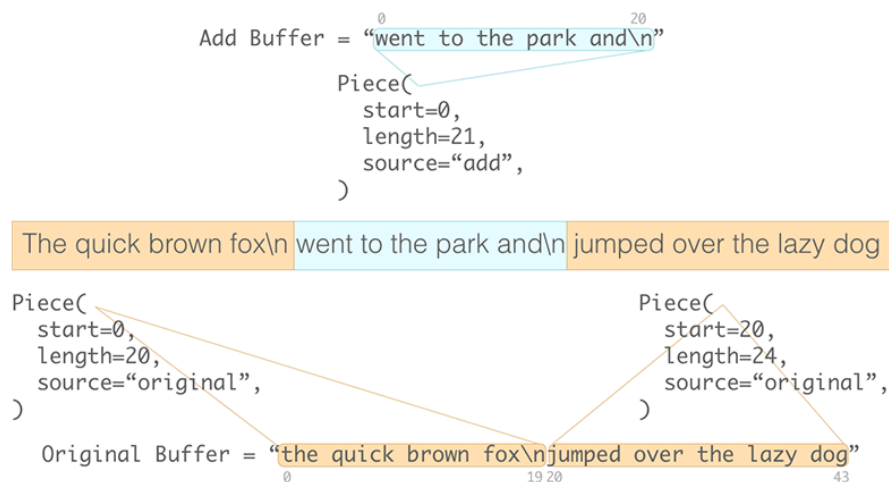 0 20
Add Buffer = “went to the park and\n”
Piece(
start=0,
length=21,
source=“add”,
)
The quick brown fox\n went to the park and\n jumped over the lazy dog
Piece(
start=0,
length=20,
source=“original”,
)
Piece(
start=20,
length=24,
source=“original”,
)
Original Buffer = “the quick brown fox\njumped over the lazy dog”
0 19 20 43